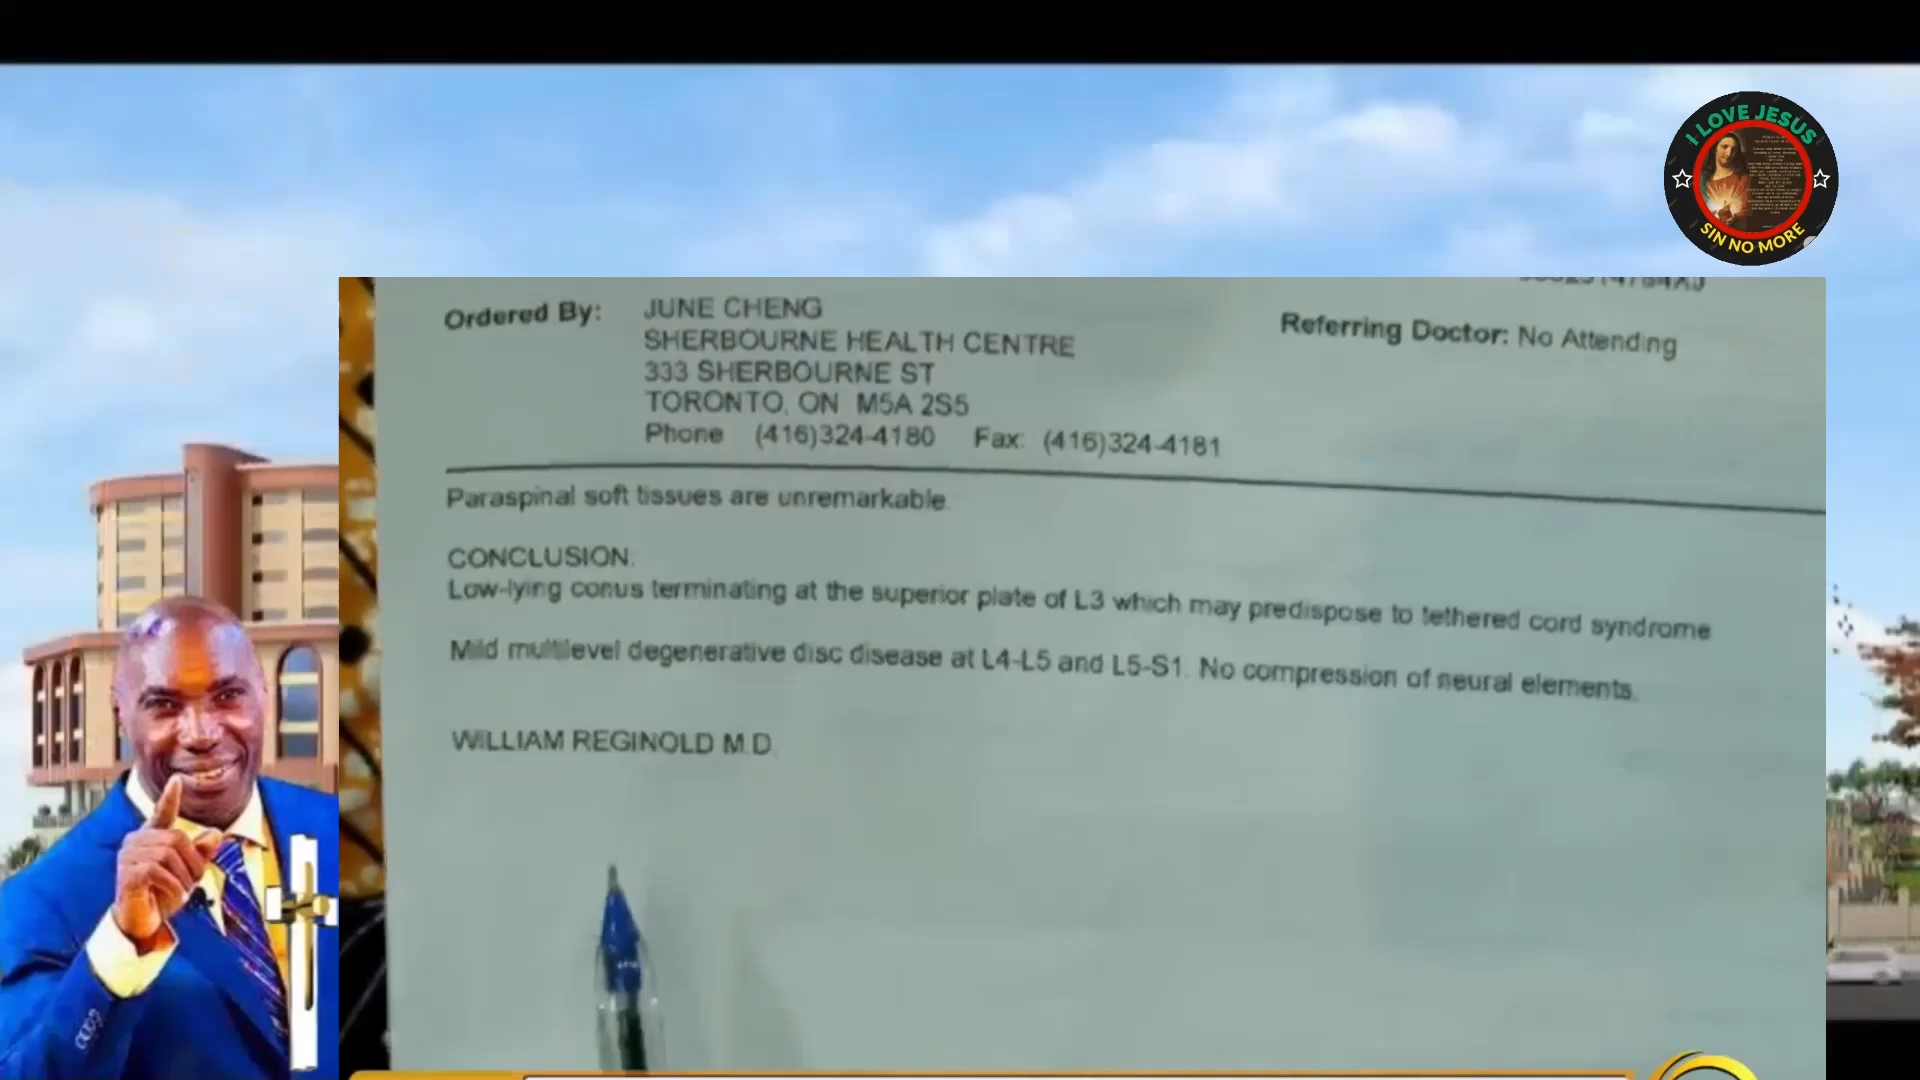 I LOVE JESUS
SIN NO MORE
Ordered By: JUNE CHENG
SHERBOURNE HEALTH CENTRE
333 SHERBOURNE ST
TORONTO, ON M5A 2S5
Phone (416)324-4180 Fax: (416)324-4181
Referring Doctor: No Attending
Paraspinal soft tissues are unremarkable.
CONCLUSION:
Low-lying conus terminating at the superior plate of L3 which may predispose to tethered cord syndrome
Mild multilevel degenerative disc disease at L4-L5 and L5-S1. No compression of neural elements.
WILLIAM REGINOLD M.D.